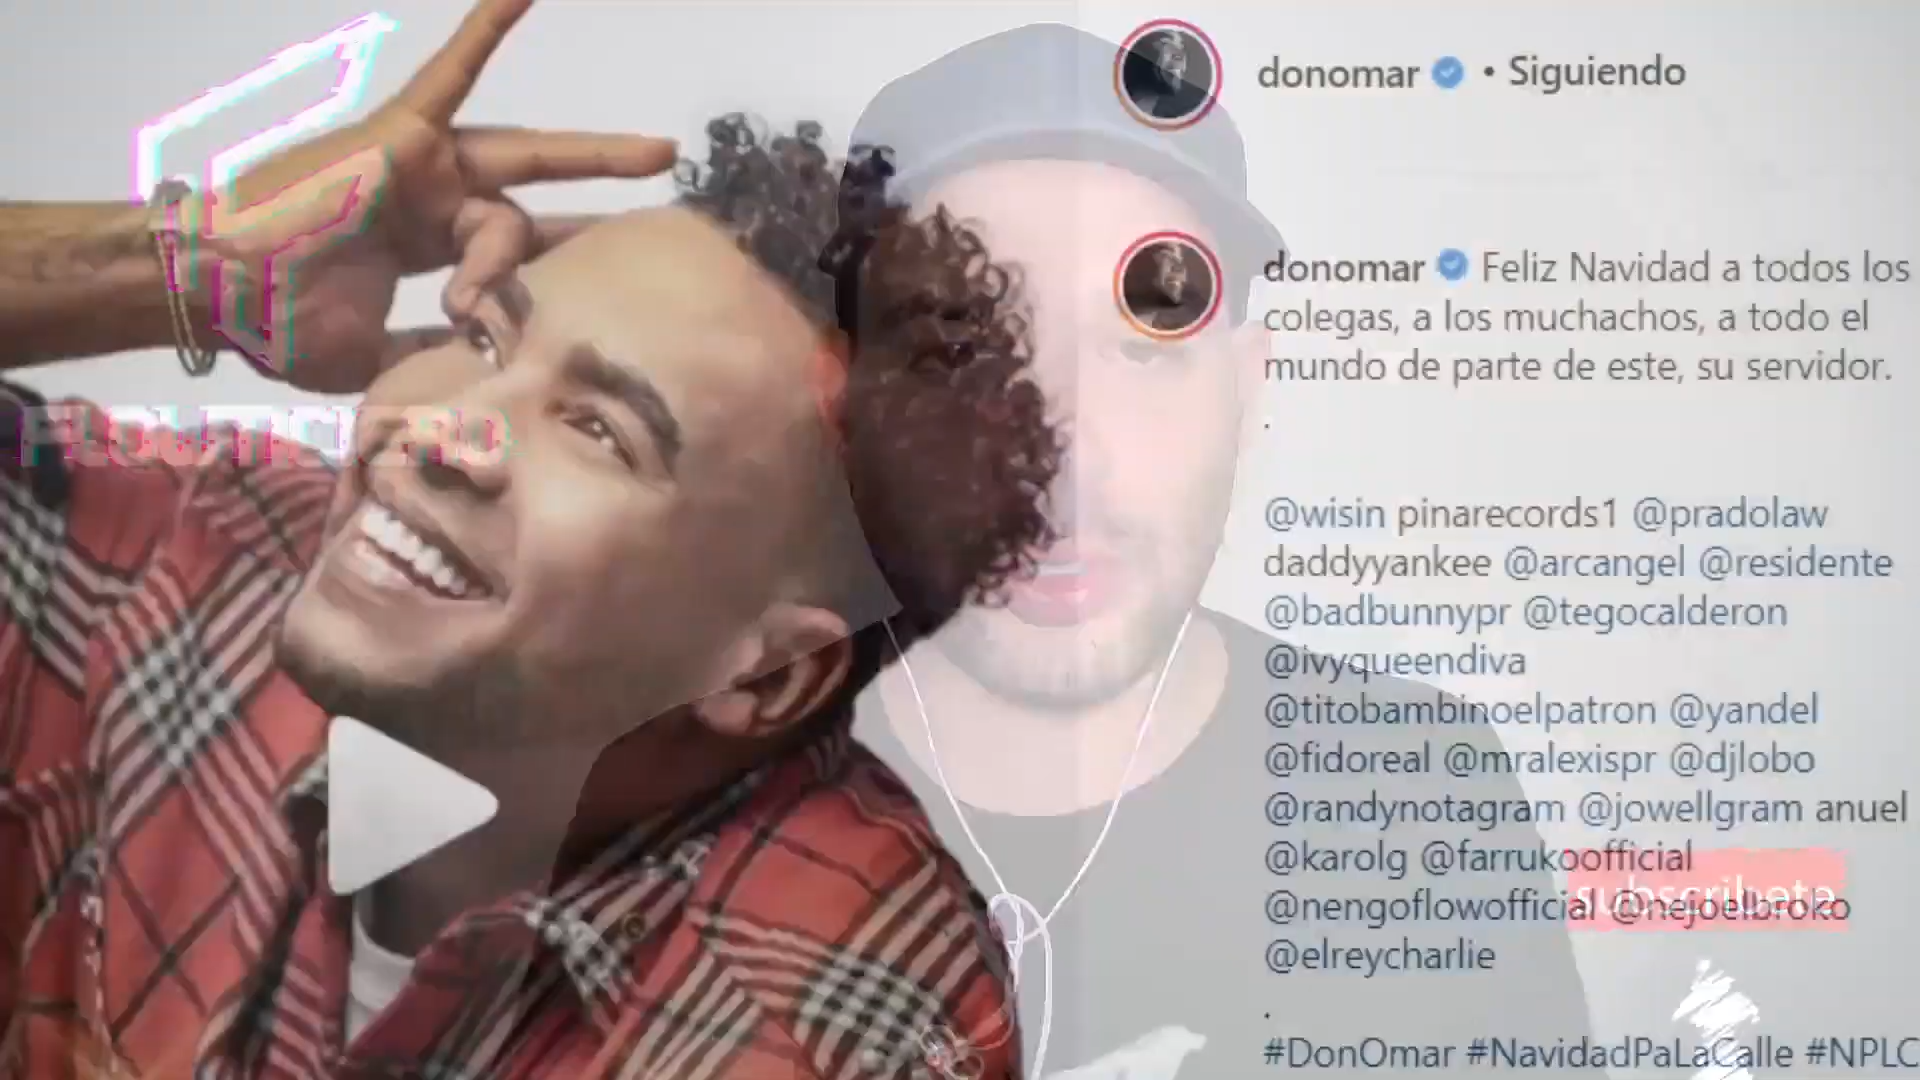 donomar • Siguiendo
donomar Feliz Navidad a todos los
colegas, a los muchachos, a todo el
mundo de parte de este, su servidor.
.
@wisin pinarecords1 @pradolaw
daddyyankee @arcangel @residente
@badbunnypr @tegocalderon
@ivyqueendiva
@titobambinoelpatron @yandel
@fidoreal @mralexispr @djlobo
@randynotagram @jowellgram anuel
@karolg @farrukoofficial
@nengoflowofficial @nejoelbroko
subscribete
@elreycharlie
.
#DonOmar #NavidadPaLaCalle #NPLC
FLOWTICIERO